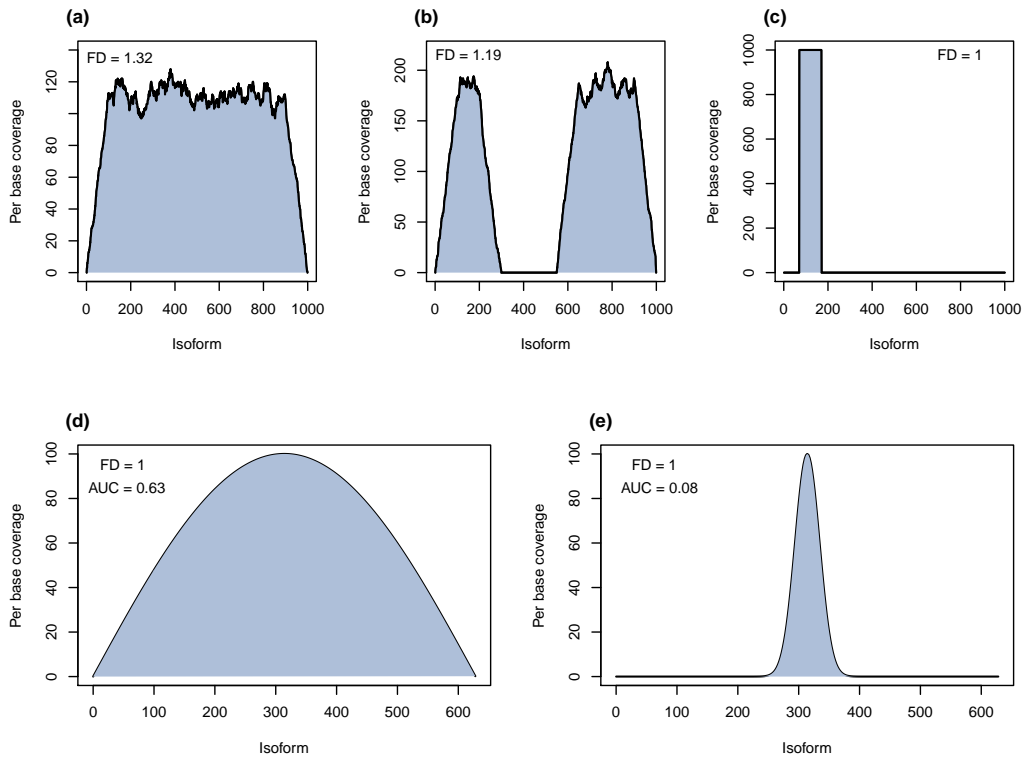 (a)
FD = 1.32
Per base coverage
0
20
40
60
80
120
0
200
400
600
800
1000
Isoform
(b)
FD = 1.19
Per base coverage
0
50
100
150
200
0
200
400
600
800
1000
Isoform
(c)
FD = 1
Per base coverage
0
200
400
600
800
1000
0
200
400
600
800
1000
Isoform
(d)
FD = 1
AUC = 0.63
Per base coverage
0
20
40
60
80
100
0
100
200
300
400
500
600
Isoform
(e)
FD = 1
AUC = 0.08
Per base coverage
0
20
40
60
80
100
0
100
200
300
400
500
600
Isoform